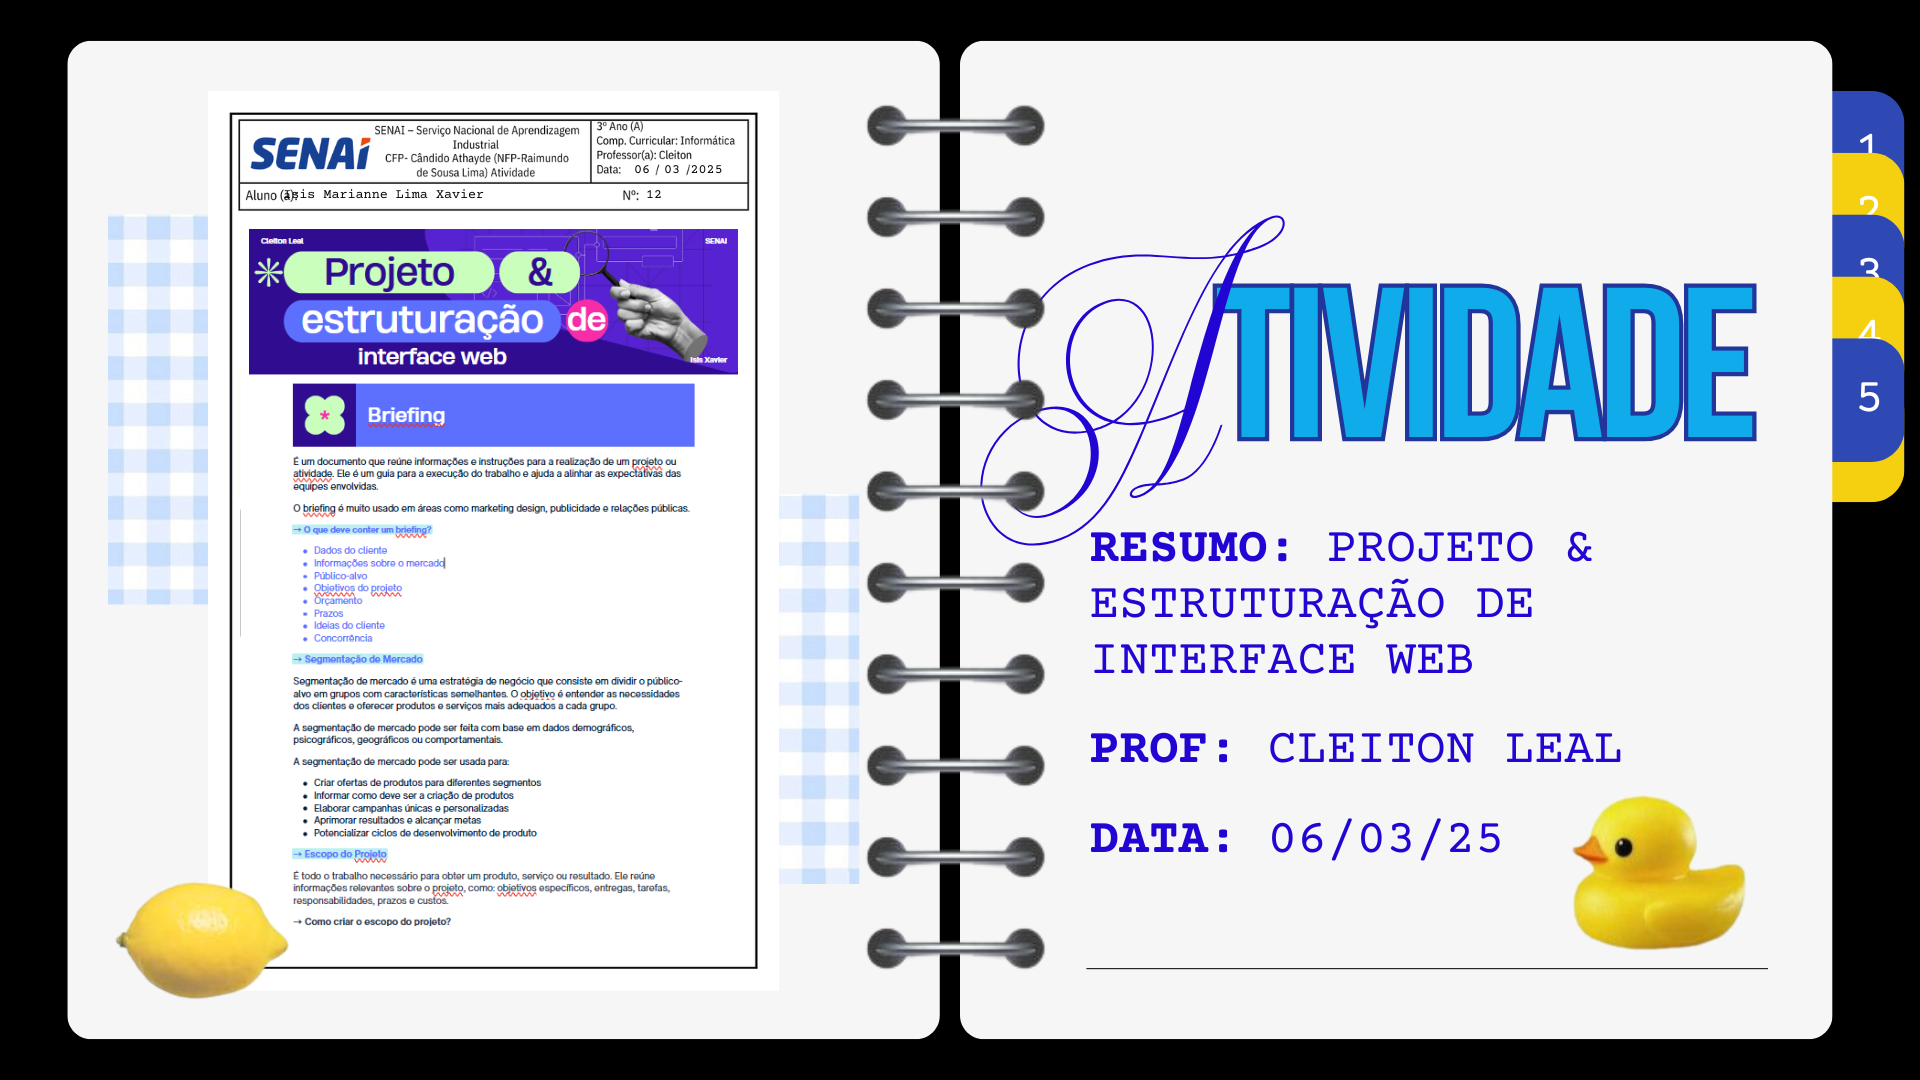 SENAI
SENAI – Serviço Nacional de Aprendizagem
Industrial
CFP- Cândido Athayde (NFP-Raimundo
de Sousa Lima) Atividade
3º Ano (A)
Comp. Curricular: Informática
Professor(a): Cleiton
Data: 06 / 03 /2025
Aluno (a): Isis Marianne Lima Xavier Nº: 12
Cleiton Leal SENAI
Projeto &
estruturação de
interface web
Isis Xavier
Briefing
É um documento que reúne informações e instruções para a realização de um projeto ou
atividade. Ele é um guia para a execução do trabalho e ajuda a alinhar as expectativas das
equipes envolvidas.
O briefing é muito usado em áreas como marketing design, publicidade e relações públicas.
→ O que deve conter um briefing?
● Dados do cliente
● Informações sobre o mercado
● Público-alvo
● Objetivos do projeto
● Orçamento
● Prazos
● Ideias do cliente
● Concorrência
→ Segmentação de Mercado
Segmentação de mercado é uma estratégia de negócio que consiste em dividir o público-
alvo em grupos com características semelhantes. O objetivo é entender as necessidades
dos clientes e oferecer produtos e serviços mais adequados a cada grupo.
A segmentação de mercado pode ser feita com base em dados demográficos,
psicográficos, geográficos ou comportamentais.
A segmentação de mercado pode ser usada para:
● Criar ofertas de produtos para diferentes segmentos
● Informar como deve ser a criação de produtos
● Elaborar campanhas únicas e personalizadas
● Aprimorar resultados e alcançar metas
● Potencializar ciclos de desenvolvimento de produto
→ Escopo do Projeto
É todo o trabalho necessário para obter um produto, serviço ou resultado. Ele reúne
informações relevantes sobre o projeto, como: objetivos específicos, entregas, tarefas,
responsabilidades, prazos e custos.
→ Como criar o escopo do projeto?
ATIVIDADE
RESUMO: PROJETO &
ESTRUTURAÇÃO DE
INTERFACE WEB
PROF: CLEITON LEAL
DATA: 06/03/25
1
2
3
4
5